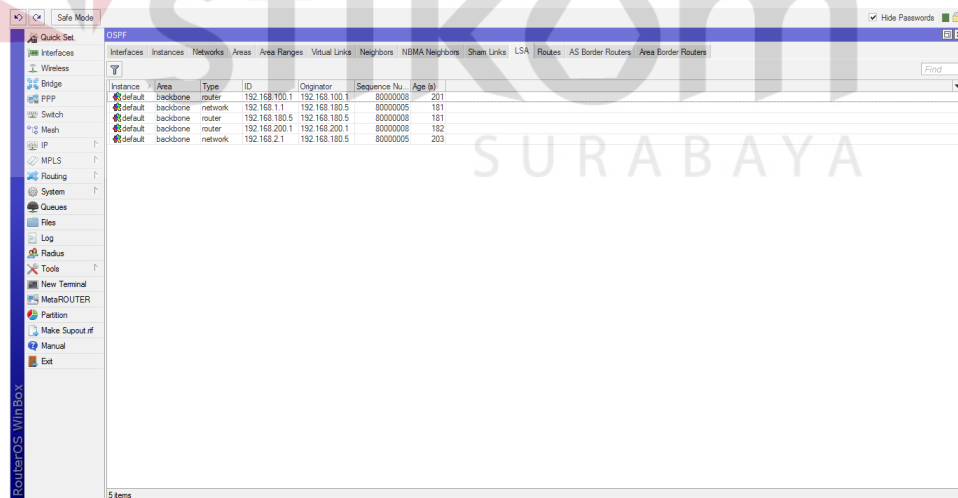 STIKOM
SURABAYA
Safe Mode
Hide Passwords
OSPF
Interfaces Instances Networks Areas Area Ranges Virtual Links Neighbors NBMA Neighbors Sham Links LSA Routes AS Border Routers Area Border Routers
Find
Instance Area Type ID Originator Sequence Nu... Age (s)
default backbone router 192.168.100.1 192.168.100.1 80000008 201
default backbone network 192.168.1.1 192.168.180.5 80000005 181
default backbone router 192.168.180.5 192.168.180.5 80000008 181
default backbone router 192.168.200.1 192.168.200.1 80000008 182
default backbone network 192.168.2.1 192.168.180.5 80000005 203
5 items
Quick Set
Interfaces
Wireless
Bridge
PPP
Switch
Mesh
IP
MPLS
Routing
System
Queues
Files
Log
Radius
Tools
New Terminal
MetaROUTER
Partition
Make Supout.rif
Manual
Exit
RouterOS WinBox